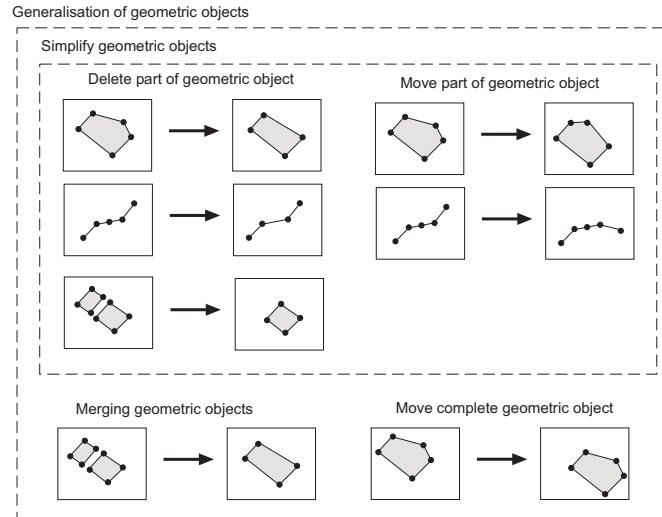 Generalisation of geometric objects
Simplify geometric objects
Delete part of geometric object
Move part of geometric object
Merging geometric objects
Move complete geometric object